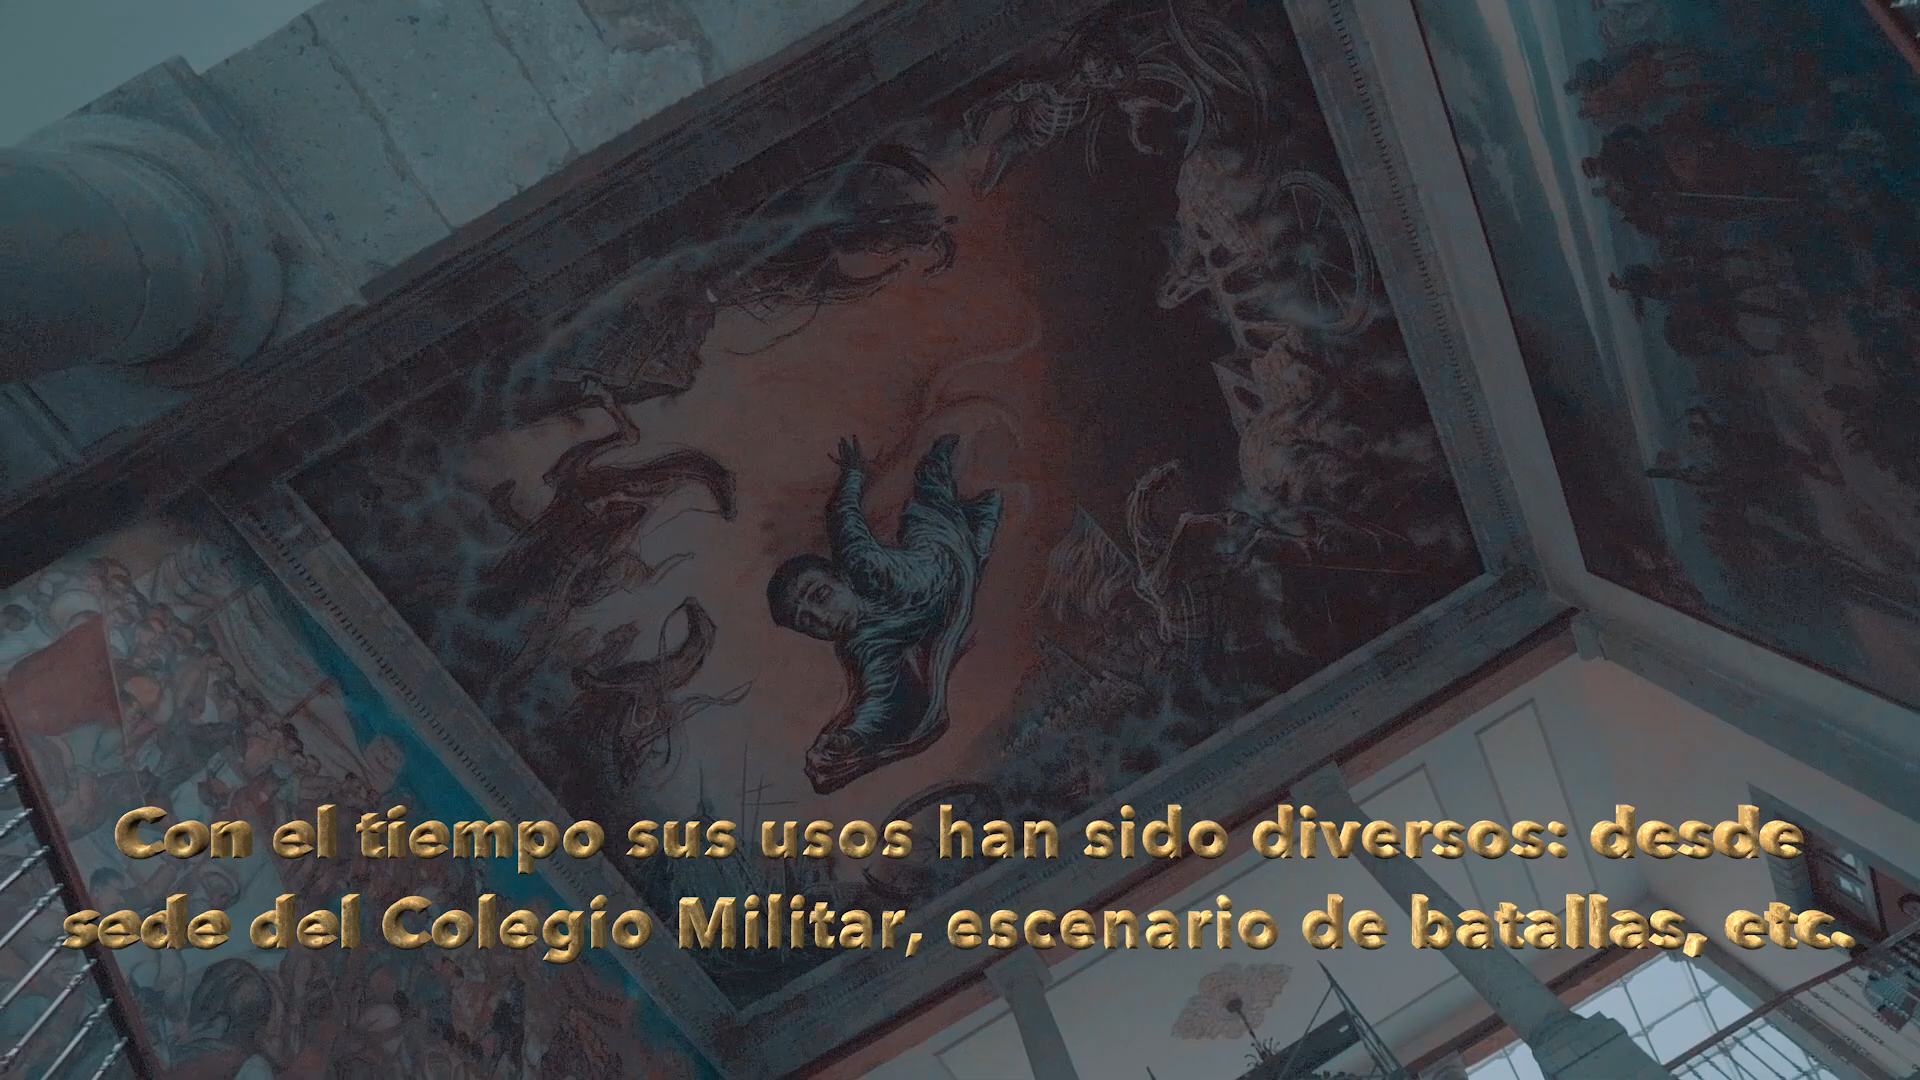 Con el tiempo sus usos han sido diversos: desde
sede del Colegio Militar, escenario de batallas, etc.